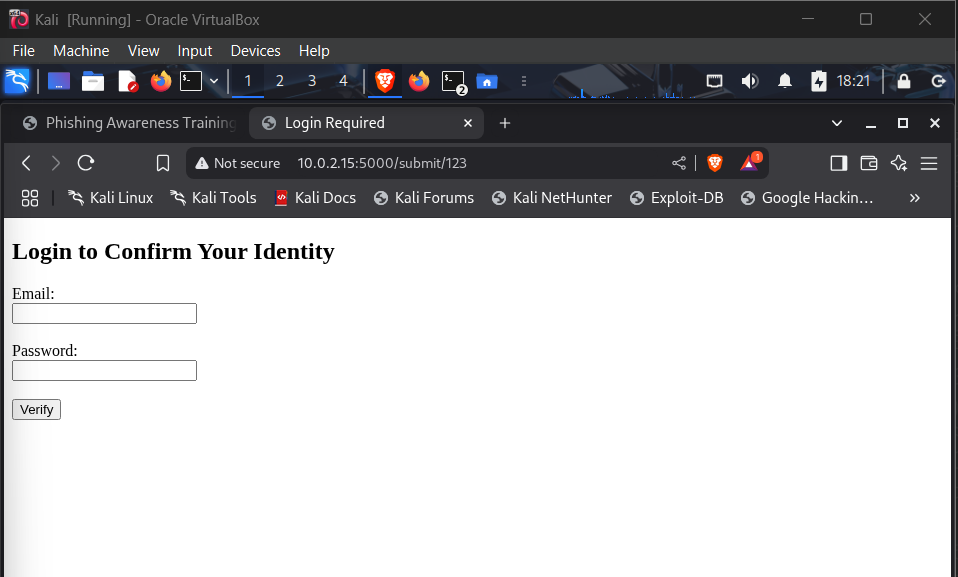 Kali [Running] - Oracle VirtualBox
File Machine View Input Devices Help
1 2 3 4 2 18:21
Phishing Awareness Training Login Required
Not secure 10.0.2.15:5000/submit/123 1
Kali Linux Kali Tools Kali Docs Kali Forums Kali NetHunter Exploit-DB Google Hackin… »
Login to Confirm Your Identity
Email:
Password:
Verify